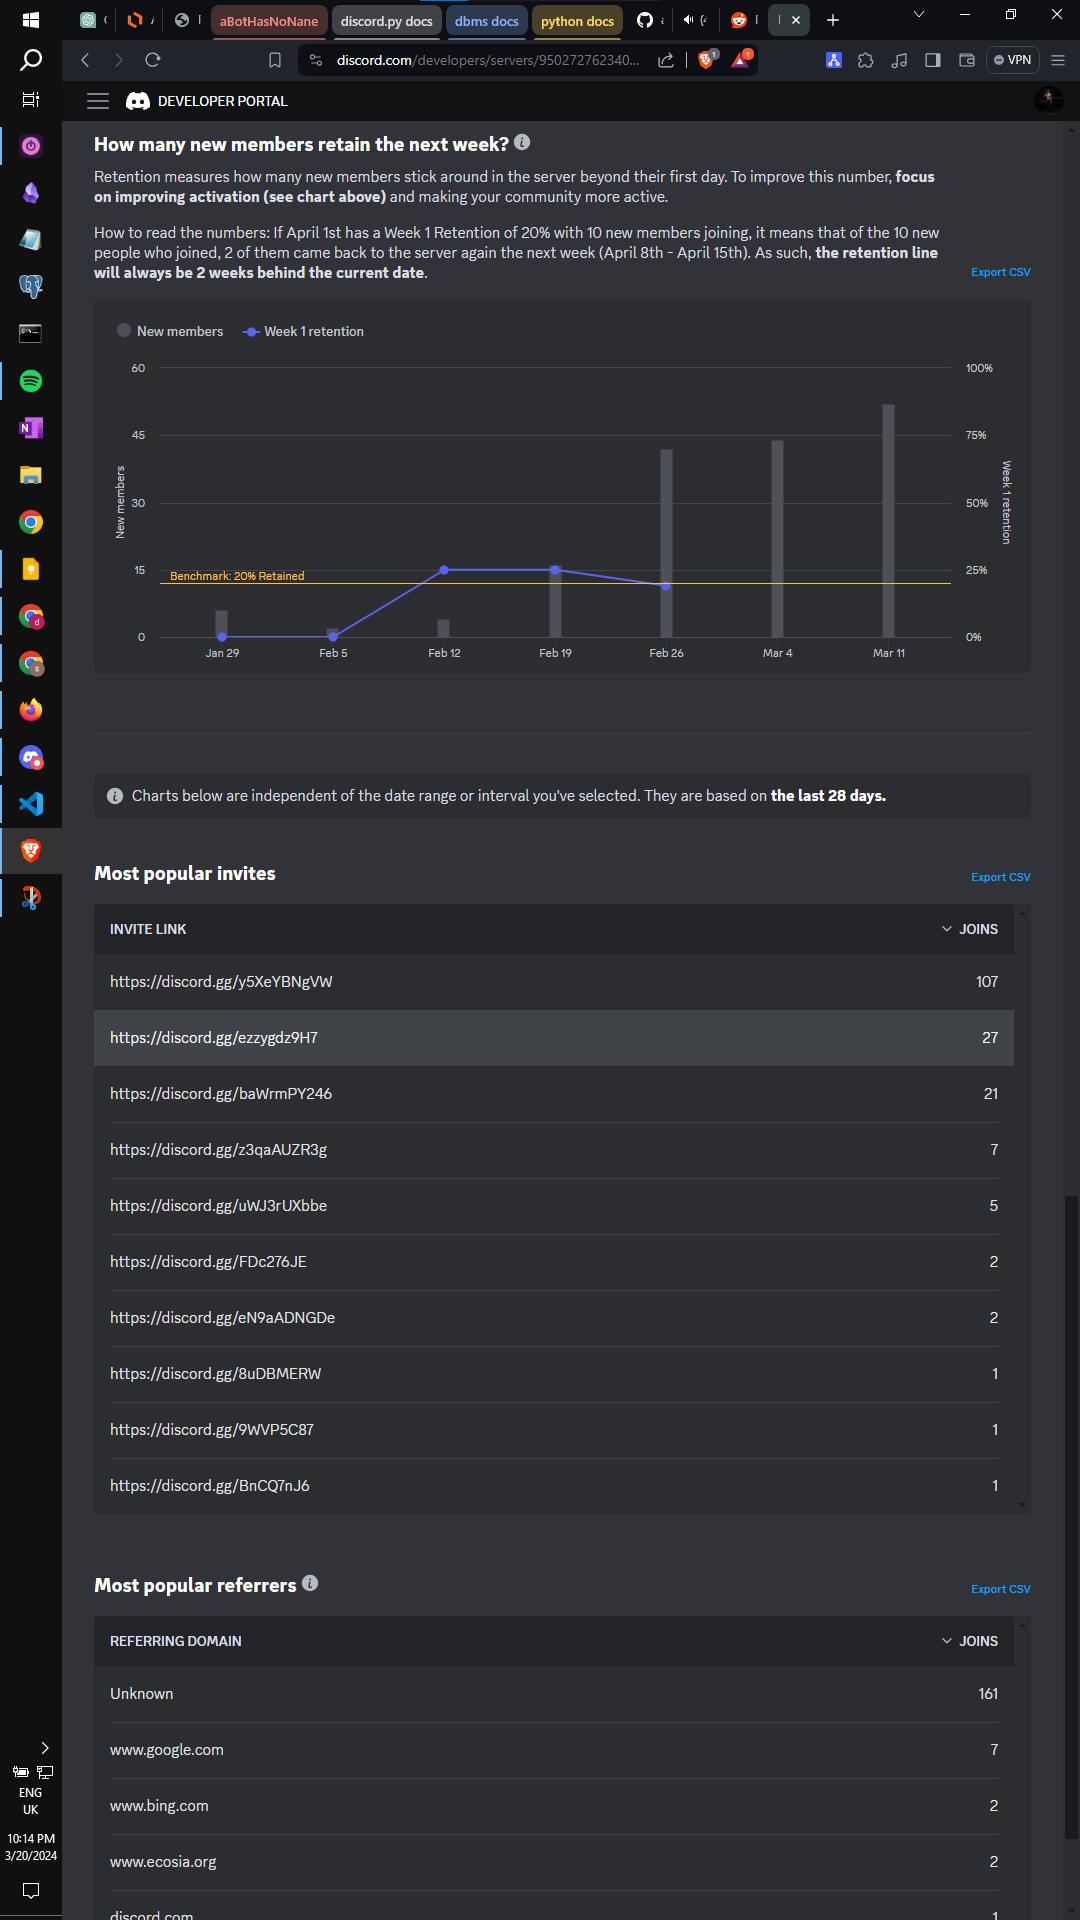 aBotHasNoNane
discord.py docs
dbms docs
python docs
discord.com/developers/servers/950272762340...
1
1
VPN
DEVELOPER PORTAL
How many new members retain the next week?
Retention measures how many new members stick around in the server beyond their first day. To improve this number, focus
on improving activation (see chart above) and making your community more active.
How to read the numbers: If April 1st has a Week 1 Retention of 20% with 10 new members joining, it means that of the 10 new
people who joined, 2 of them came back to the server again the next week (April 8th - April 15th). As such, the retention line
will always be 2 weeks behind the current date.
Export CSV
New members
Week 1 retention
60
100%
45
75%
New members
Week 1 retention
30
50%
15
25%
Benchmark: 20% Retained
0
0%
Jan 29
Feb 5
Feb 12
Feb 19
Feb 26
Mar 4
Mar 11
Charts below are independent of the date range or interval you've selected. They are based on the last 28 days.
Most popular invites
Export CSV
INVITE LINK
JOINS
https://discord.gg/y5XeYBNgVW
107
https://discord.gg/ezzygdz9H7
27
https://discord.gg/baWrmPY246
21
https://discord.gg/z3qaAUZR3g
7
https://discord.gg/uWJ3rUXbbe
5
https://discord.gg/FDc276JE
2
https://discord.gg/eN9aADNGDe
2
https://discord.gg/8uDBMERW
1
https://discord.gg/9WVP5C87
1
https://discord.gg/BnCQ7nJ6
1
Most popular referrers
Export CSV
REFERRING DOMAIN
JOINS
Unknown
161
www.google.com
7
www.bing.com
2
www.ecosia.org
2
discord.com
1
ENG
UK
10:14 PM
3/20/2024